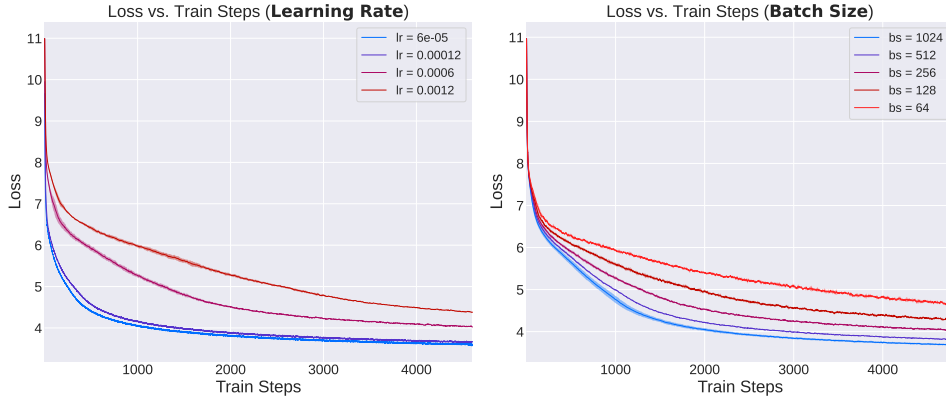 Loss vs. Train Steps (Learning Rate)
11
10
9
8
7
6
5
4
Loss
1000
2000
3000
4000
Train Steps
lr = 6e-05
lr = 0.00012
lr = 0.0006
lr = 0.0012
Loss vs. Train Steps (Batch Size)
11
10
9
8
7
6
5
4
Loss
1000
2000
3000
4000
Train Steps
bs = 1024
bs = 512
bs = 256
bs = 128
bs = 64